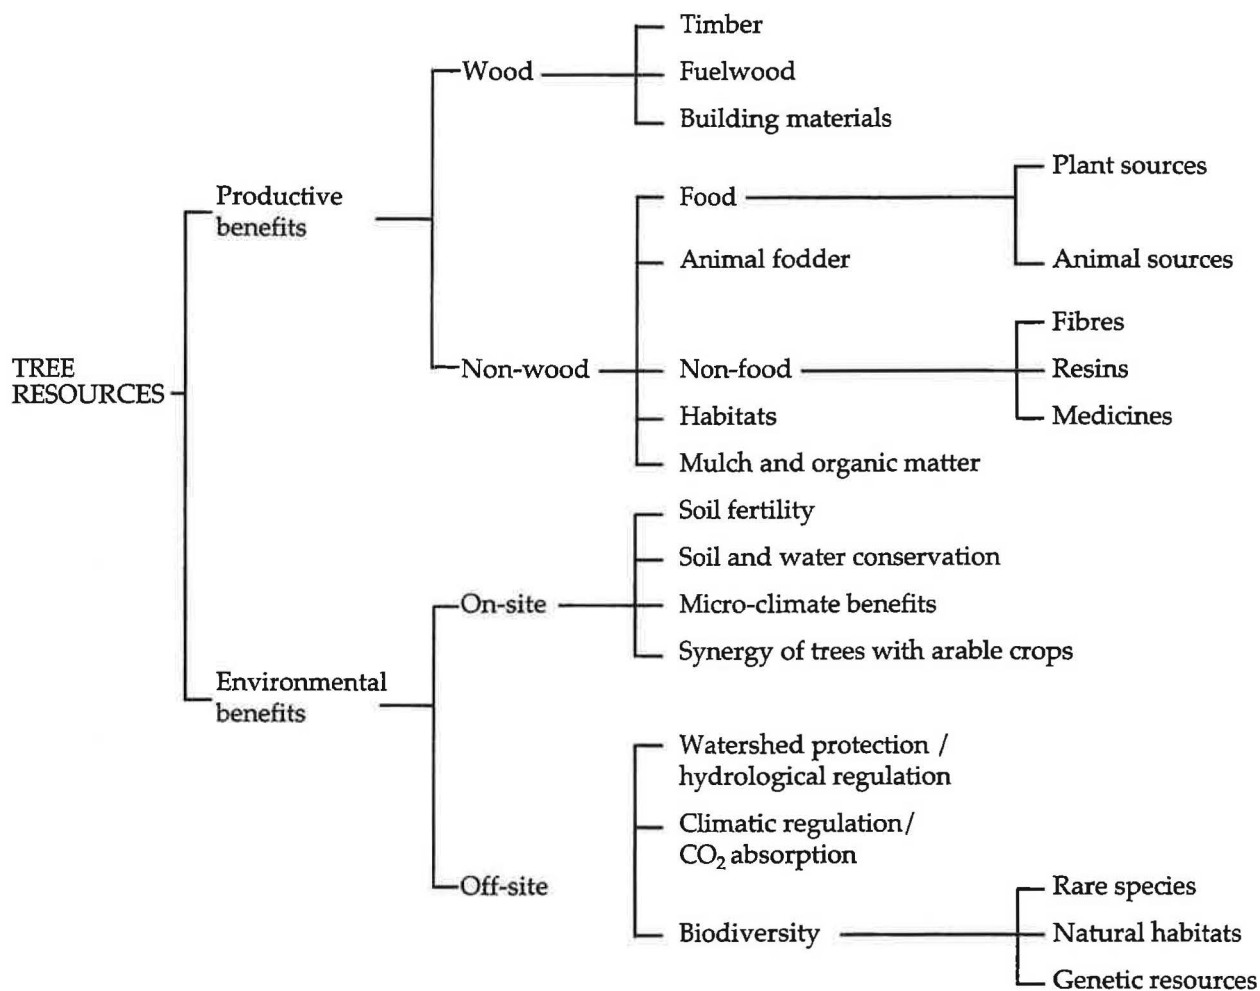 Timber
Wood
Fuelwood
Building materials
Plant sources
Productive
benefits
Food
Animal fodder
Animal sources
Fibres
TREE
RESOURCES
Non-wood
Non-food
Resins
Habitats
Medicines
Mulch and organic matter
Soil fertility
Soil and water conservation
On-site
Micro-climate benefits
Synergy of trees with arable crops
Environmental
benefits
Watershed protection /
hydrological regulation
Climatic regulation/
CO₂ absorption
Off-site
Rare species
Biodiversity
Natural habitats
Genetic resources